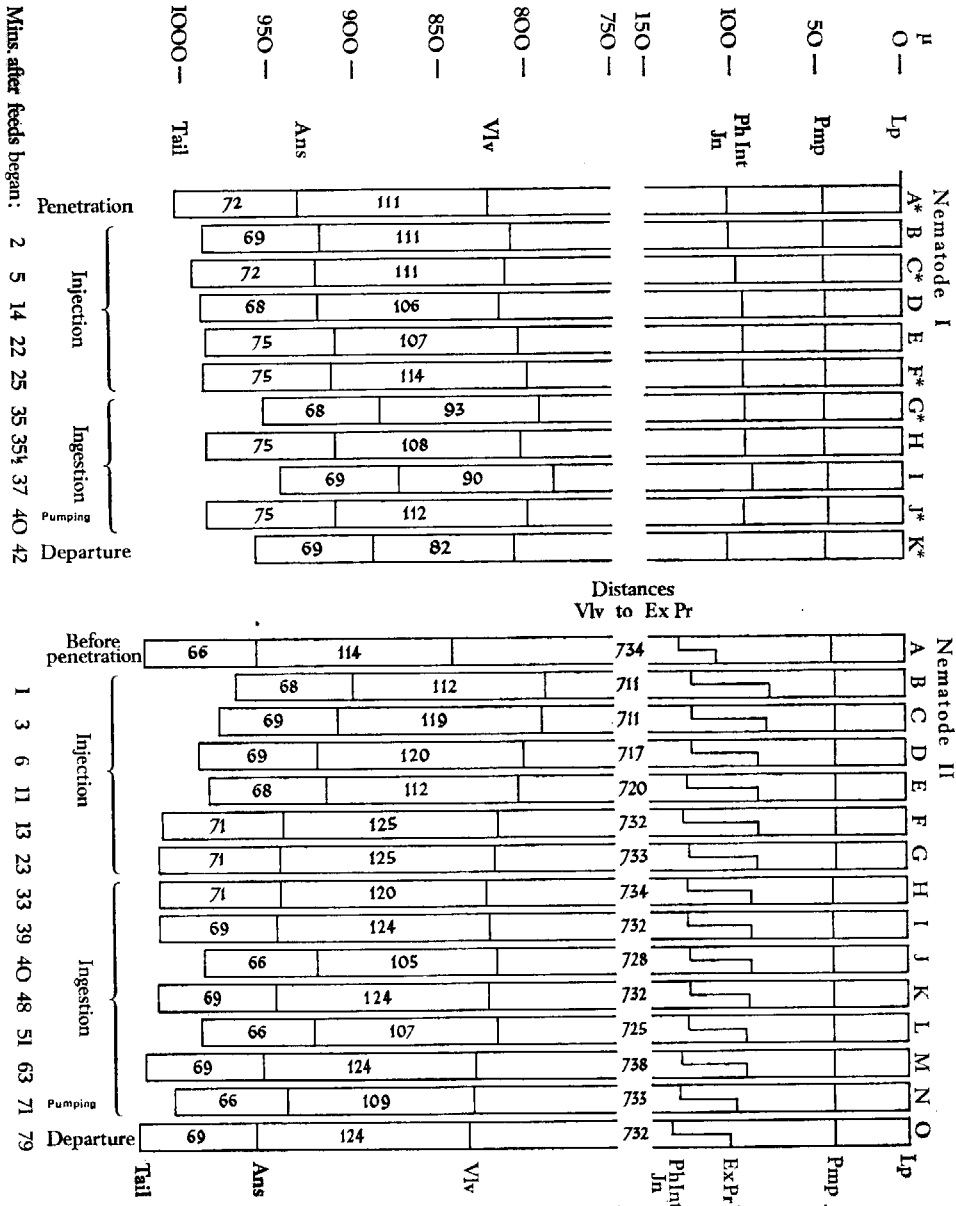 µ
0
50
100
150
750
800
850
900
950
1000
Lp
Pmp
Ph Int
Jn
Vlv
Ans
Tail
Mins. after feeds began:
Nematode I
A* Penetration 72 111
B 2 69 111
C* 5 72 111
D 14 68 106
E 22 75 107
F* 25 75 114
Injection
G* 35 68 93
H 35½ 75 108
I 37 69 90
J* 40 Pumping 75 112
Ingestion
K* 42 Departure 69 82
Distances
Vlv to Ex Pr
Nematode II
A Before
penetration 66 114 734
B 1 68 112 711
C 3 69 119 711
D 6 69 120 717
E 11 68 112 720
F 13 71 125 732
G 23 71 125 733
Injection
H 33 71 120 734
I 39 69 124 732
J 40 66 105 728
K 48 69 124 732
L 51 66 107 725
M 63 69 124 738
N 71 Pumping 66 109 733
Ingestion
O 79 Departure 69 124 732
Tail
Ans
Vlv
Ph Int
Jn
Ex Pr
Pmp
Lp